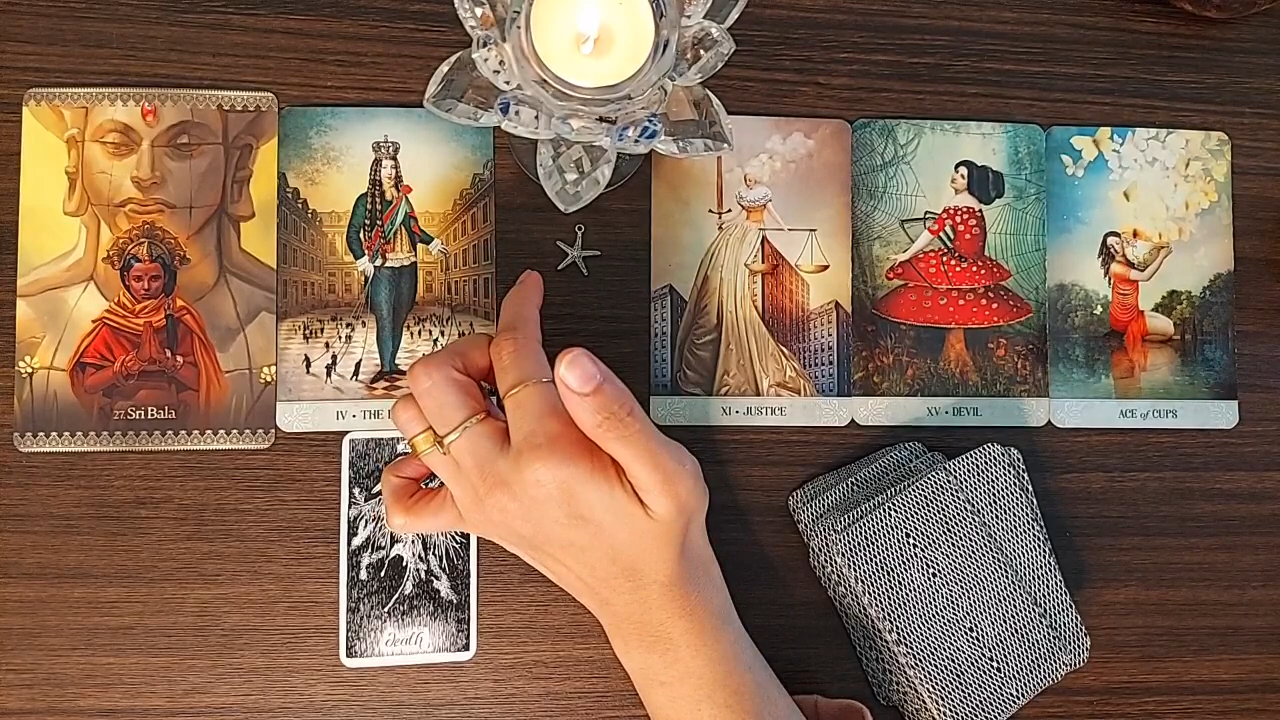 27. Sri Bala
IV • THE
XI • JUSTICE
XV • DEVIL
ACE of CUPS
death